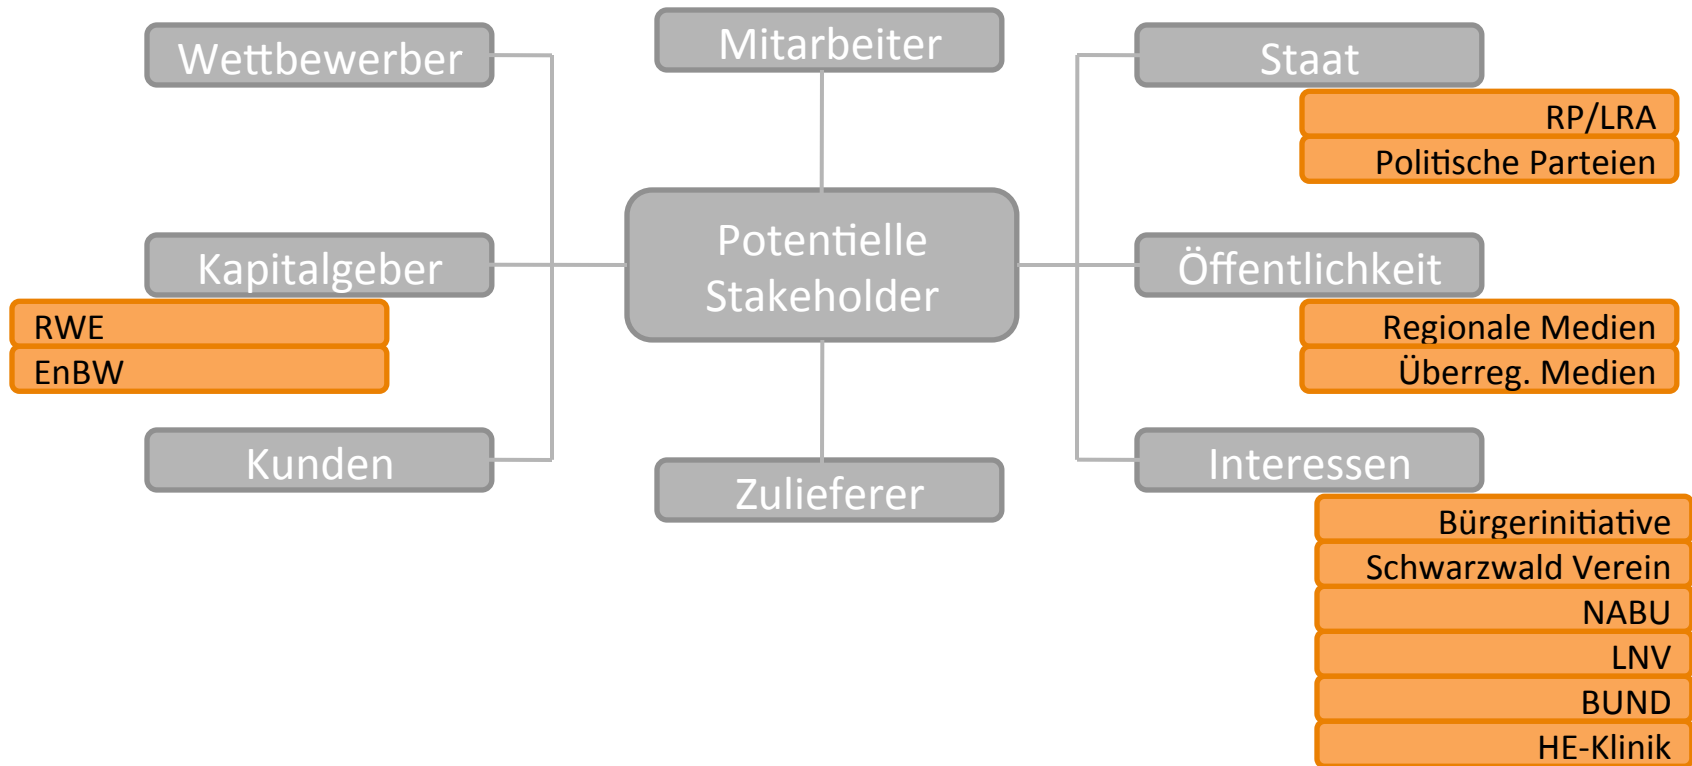 Wettbewerber
Mitarbeiter
Staat
RP/LRA
Politische Parteien
Kapitalgeber
RWE
EnBW
Potentielle
Stakeholder
Öffentlichkeit
Regionale Medien
Überreg. Medien
Kunden
Zulieferer
Interessen
Bürgerinitiative
Schwarzwald Verein
NABU
LNV
BUND
HE-Klinik